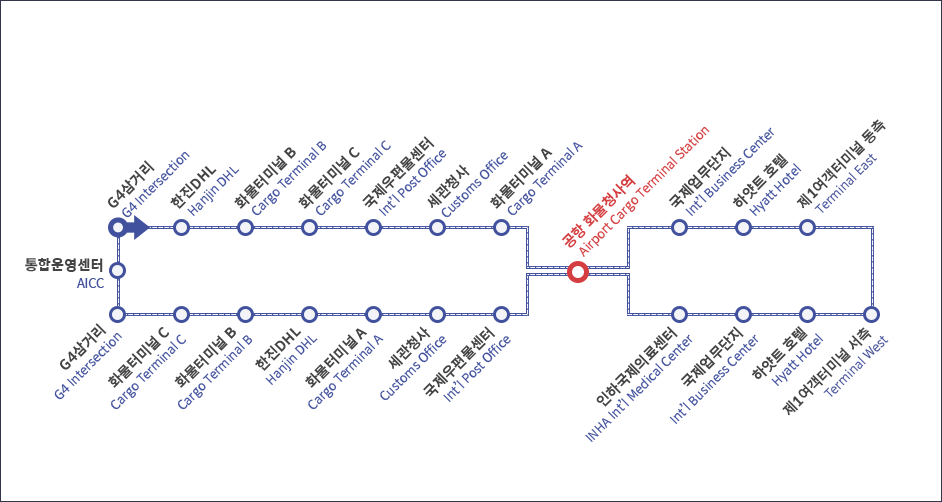 G4삼거리
G4 Intersection
한진DHL
Hanjin DHL
화물터미널 B
Cargo Terminal B
화물터미널 C
Cargo Terminal C
국제우편물센터
Int'l Post Office
세관청사
Customs Office
화물터미널 A
Cargo Terminal A
공항 화물청사역
Airport Cargo Terminal Station
국제업무단지
Int'l Business Center
하얏트 호텔
Hyatt Hotel
제1여객터미널 동측
Terminal East
통합운영센터
AICC
G4삼거리
G4 Intersection
화물터미널 C
Cargo Terminal C
화물터미널 B
Cargo Terminal B
한진DHL
Hanjin DHL
화물터미널 A
Cargo Terminal A
세관청사
Customs Office
국제우편물센터
Int'l Post Office
인하국제의료센터
INHA Int'l Medical Center
국제업무단지
Int'l Business Center
하얏트 호텔
Hyatt Hotel
제1여객터미널 서측
Terminal West